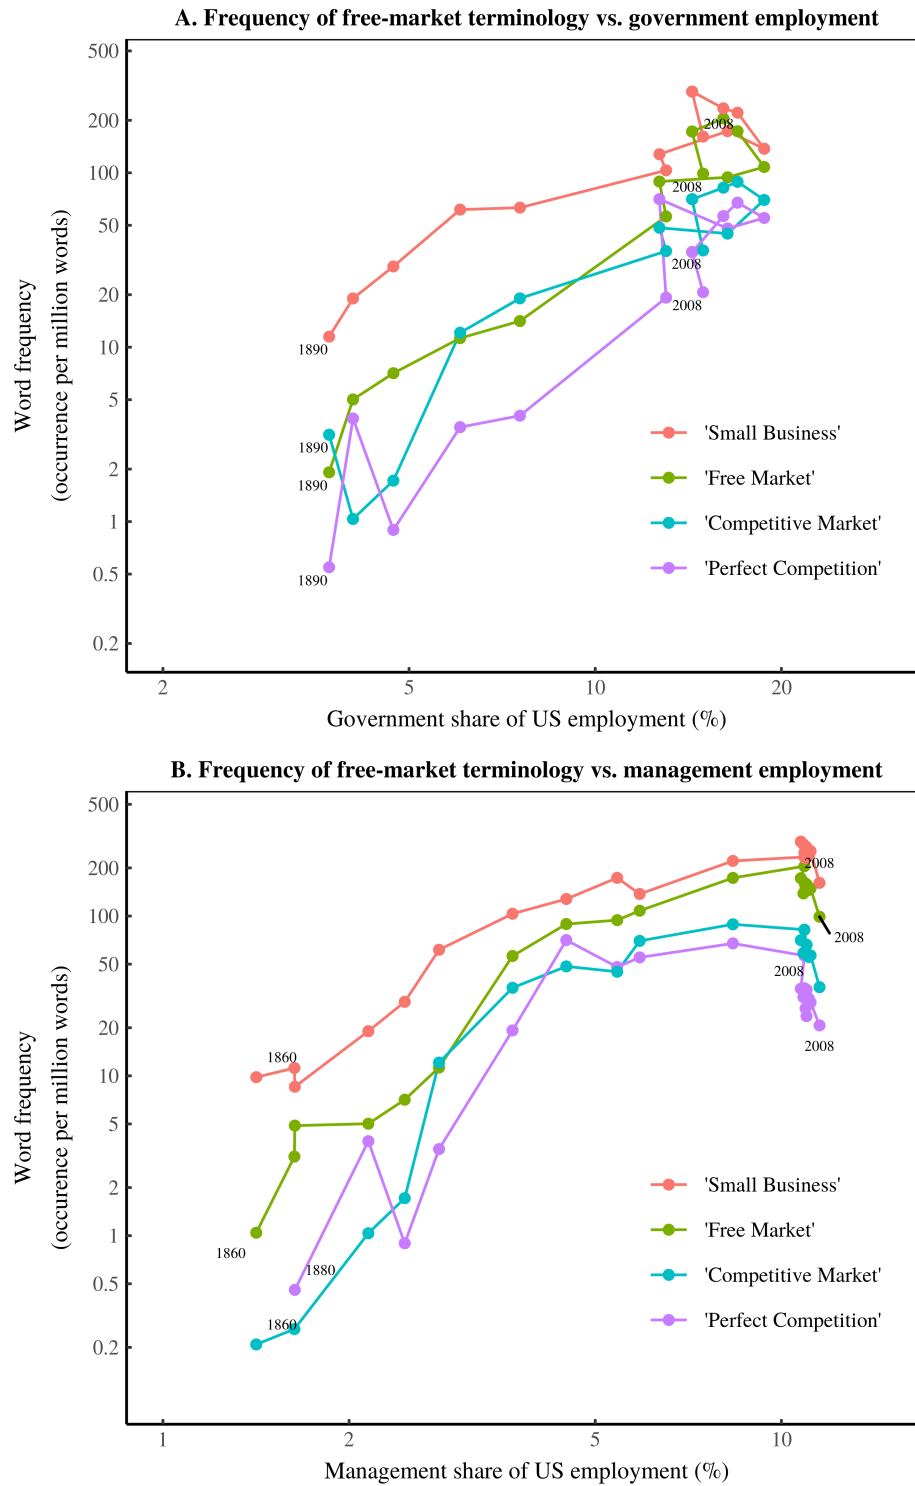 A. Frequency of free-market terminology vs. government employment
500
200
100
50
20
10
5
2
1
0.5
0.2
Word frequency
(occurrence per million words)
2008
2008
2008
2008
1890
1890
1890
1890
'Small Business'
'Free Market'
'Competitive Market'
'Perfect Competition'
2
5
10
20
Government share of US employment (%)
B. Frequency of free-market terminology vs. management employment
500
200
100
50
20
10
5
2
1
0.5
0.2
Word frequency
(occurence per million words)
2008
2008
2008
2008
1860
1860
1880
1860
'Small Business'
'Free Market'
'Competitive Market'
'Perfect Competition'
1
2
5
10
Management share of US employment (%)